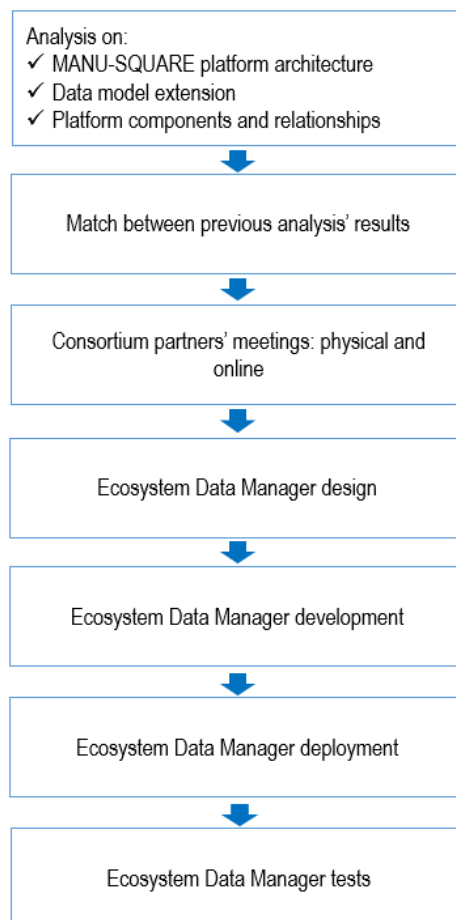 Analysis on:
✓ MANU-SQUARE platform architecture
✓ Data model extension
✓ Platform components and relationships
Match between previous analysis’ results
Consortium partners’ meetings: physical and
online
Ecosystem Data Manager design
Ecosystem Data Manager development
Ecosystem Data Manager deployment
Ecosystem Data Manager tests